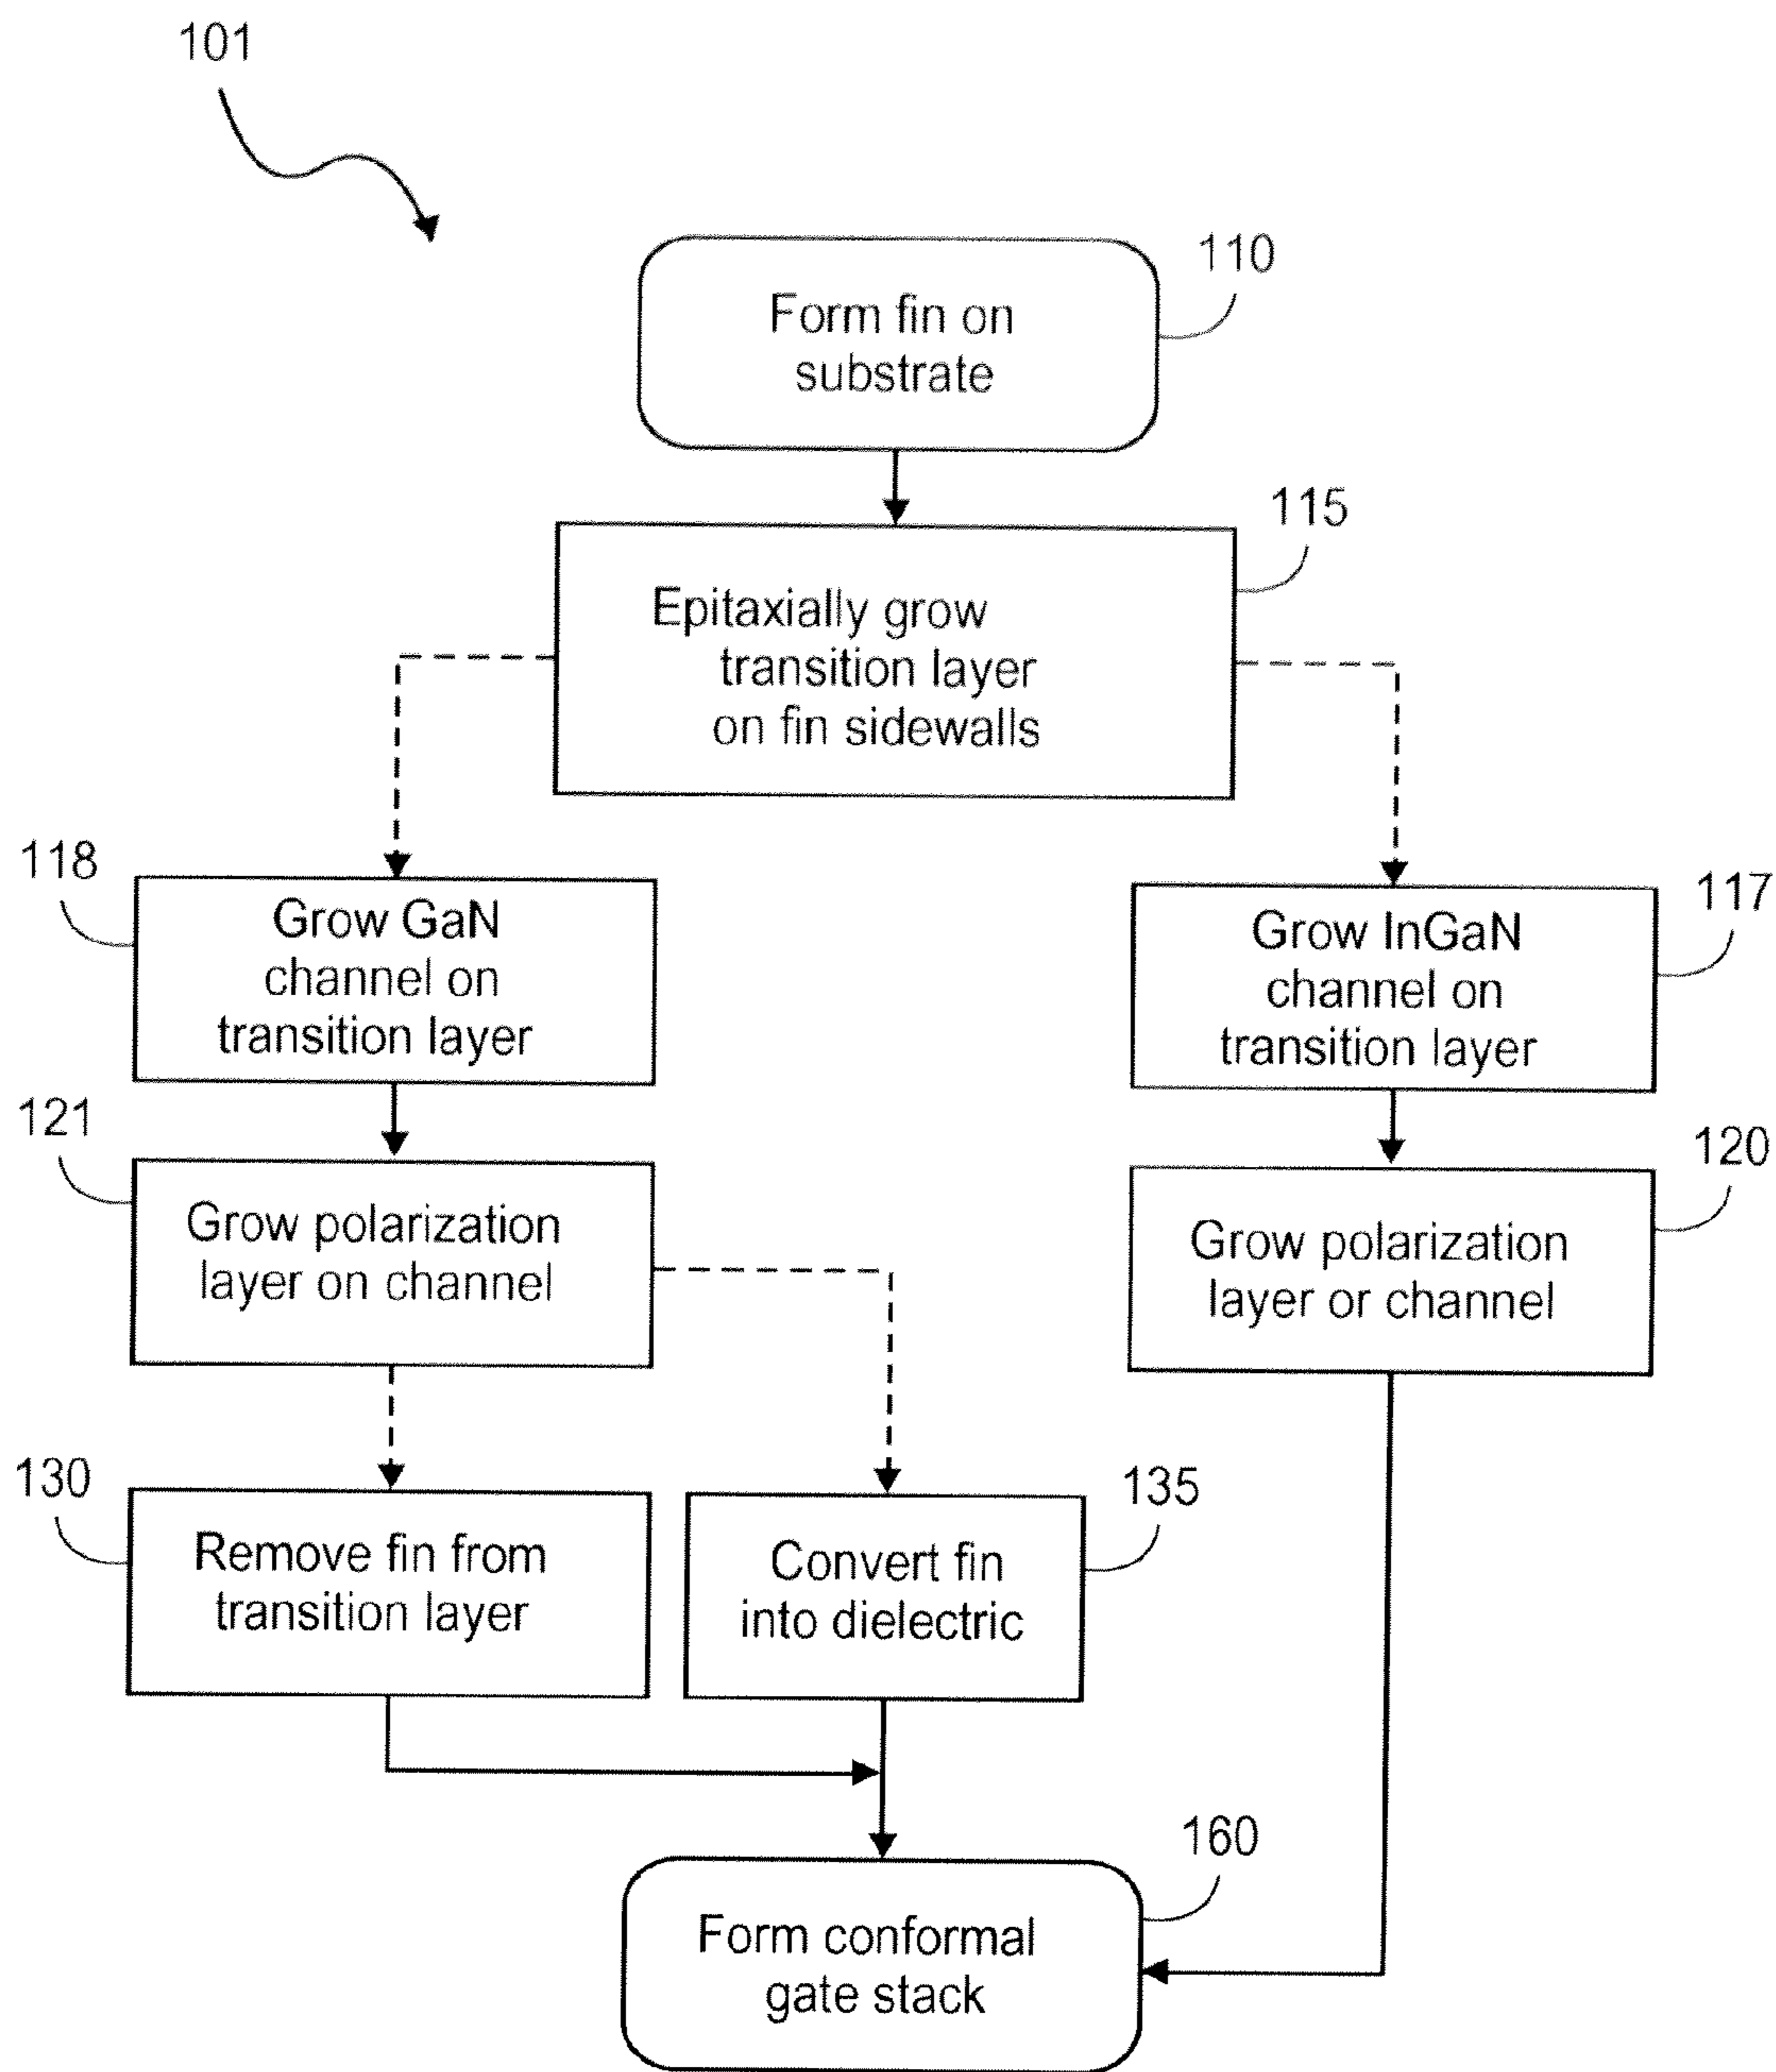 101
110
Form fin on
substrate
115
Epitaxially grow
transition layer
on fin sidewalls
118
Grow GaN
channel on
transition layer
117
Grow InGaN
channel on
transition layer
121
Grow polarization
layer on channel
120
Grow polarization
layer or channel
130
Remove fin from
transition layer
135
Convert fin
into dielectric
160
Form conformal
gate stack